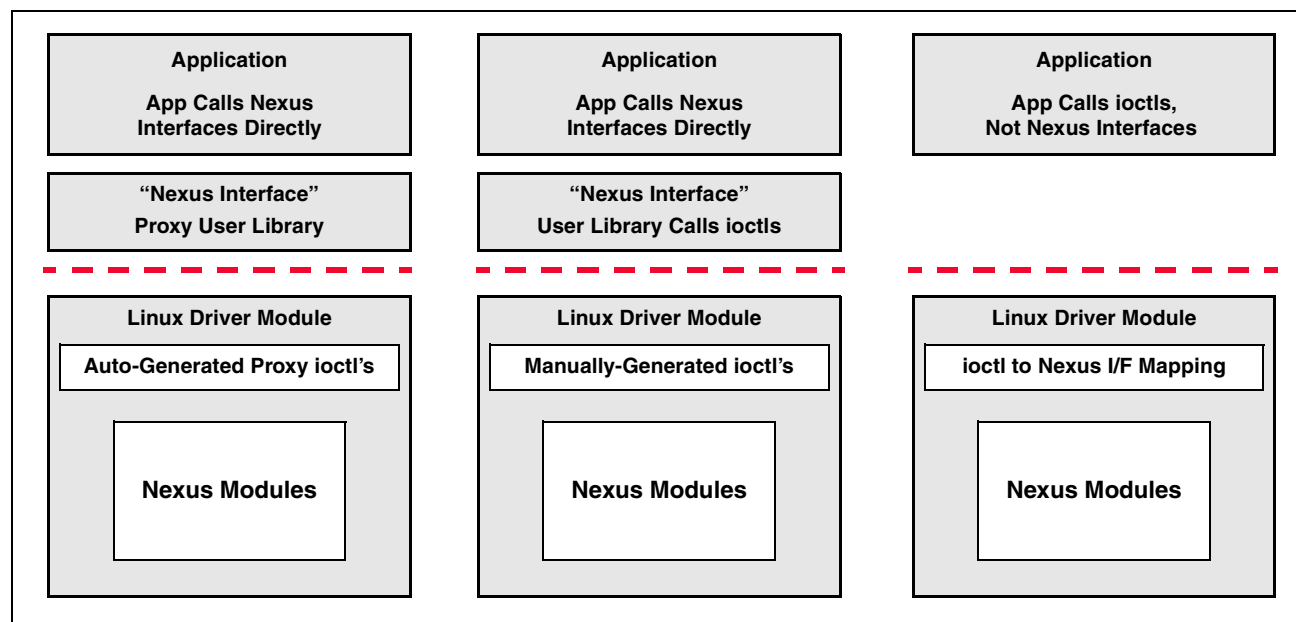 Application
App Calls Nexus
Interfaces Directly
“Nexus Interface”
Proxy User Library
Linux Driver Module
Auto-Generated Proxy ioctl's
Nexus Modules
Application
App Calls Nexus
Interfaces Directly
“Nexus Interface”
User Library Calls ioctls
Linux Driver Module
Manually-Generated ioctl's
Nexus Modules
Application
App Calls ioctls,
Not Nexus Interfaces
Linux Driver Module
ioctl to Nexus I/F Mapping
Nexus Modules